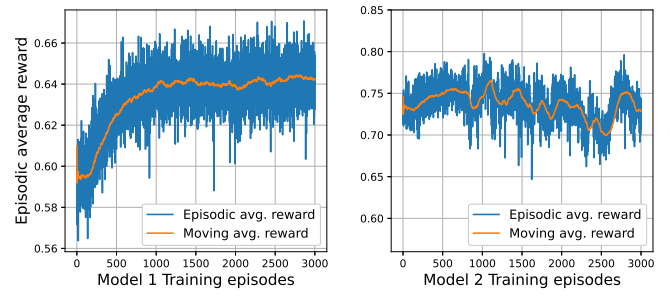 Episodic average reward
0.66
0.64
0.62
0.60
0.58
0.56
0 500 1000 1500 2000 2500 3000
Model 1 Training episodes
Episodic avg. reward
Moving avg. reward
0.85
0.80
0.75
0.70
0.65
0.60
0 500 1000 1500 2000 2500 3000
Model 2 Training episodes
Episodic avg. reward
Moving avg. reward